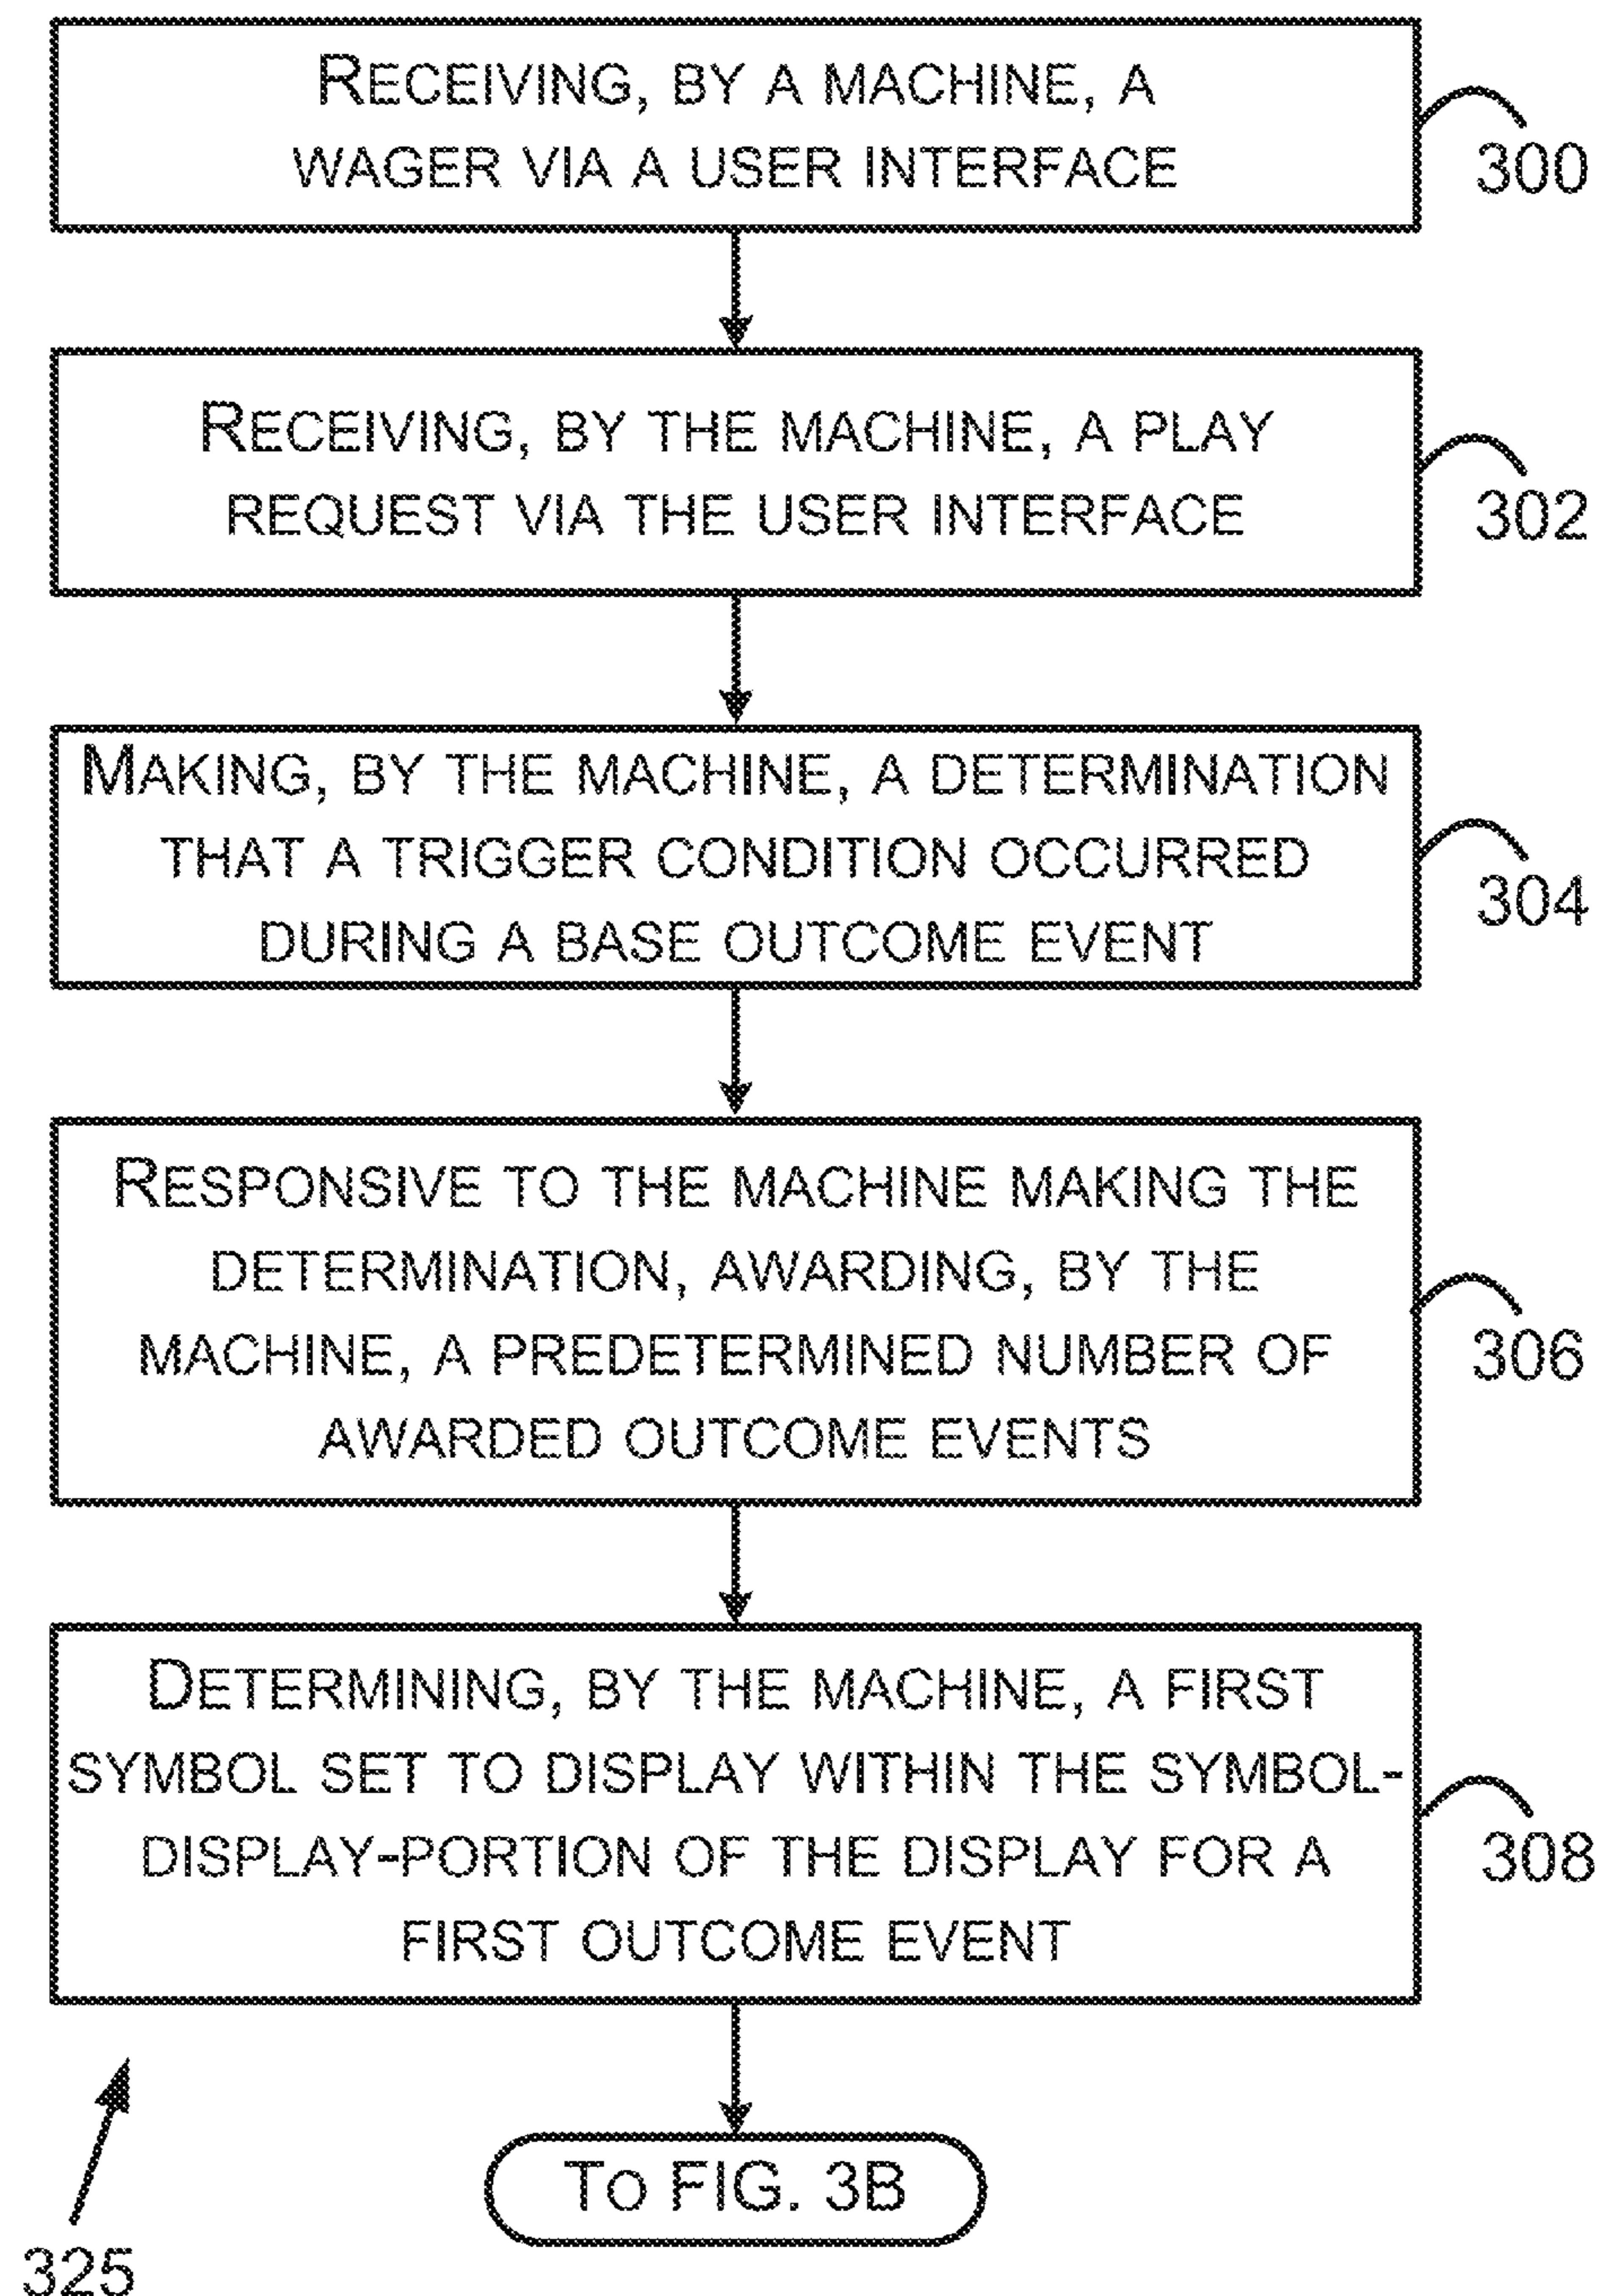 RECEIVING, BY A MACHINE, A
WAGER VIA A USER INTERFACE
300
RECEIVING, BY THE MACHINE, A PLAY
REQUEST VIA THE USER INTERFACE
302
MAKING, BY THE MACHINE, A DETERMINATION
THAT A TRIGGER CONDITION OCCURRED
DURING A BASE OUTCOME EVENT
304
RESPONSIVE TO THE MACHINE MAKING THE
DETERMINATION, AWARDING, BY THE
MACHINE, A PREDETERMINED NUMBER OF
AWARDED OUTCOME EVENTS
306
DETERMINING, BY THE MACHINE, A FIRST
SYMBOL SET TO DISPLAY WITHIN THE SYMBOL-
DISPLAY-PORTION OF THE DISPLAY FOR A
FIRST OUTCOME EVENT
308
TO FIG. 3B
325